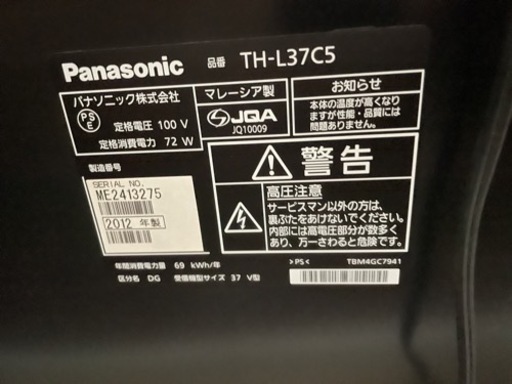 Panasonic 品番 TH-L37C5
パナソニック株式会社
PS
E
定格電圧 100 V
定格消費電力 72 W
マレーシア製
JQA
JQ10009
お知らせ
本体の温度が高くなり
ますが性能・品質には
問題ありません。
製造番号
SERIAL NO.
ME2413275
2012 年製
警告
高圧注意
サービスマン以外の方は、
裏ぶたをあけないでください。
内部には高電圧部分が数多く
あり、万一さわると危険です。
年間消費電力量 69 kWh/年
区分名 DG 受信機型サイズ 37 V型
>PS<
TBM4GC7941